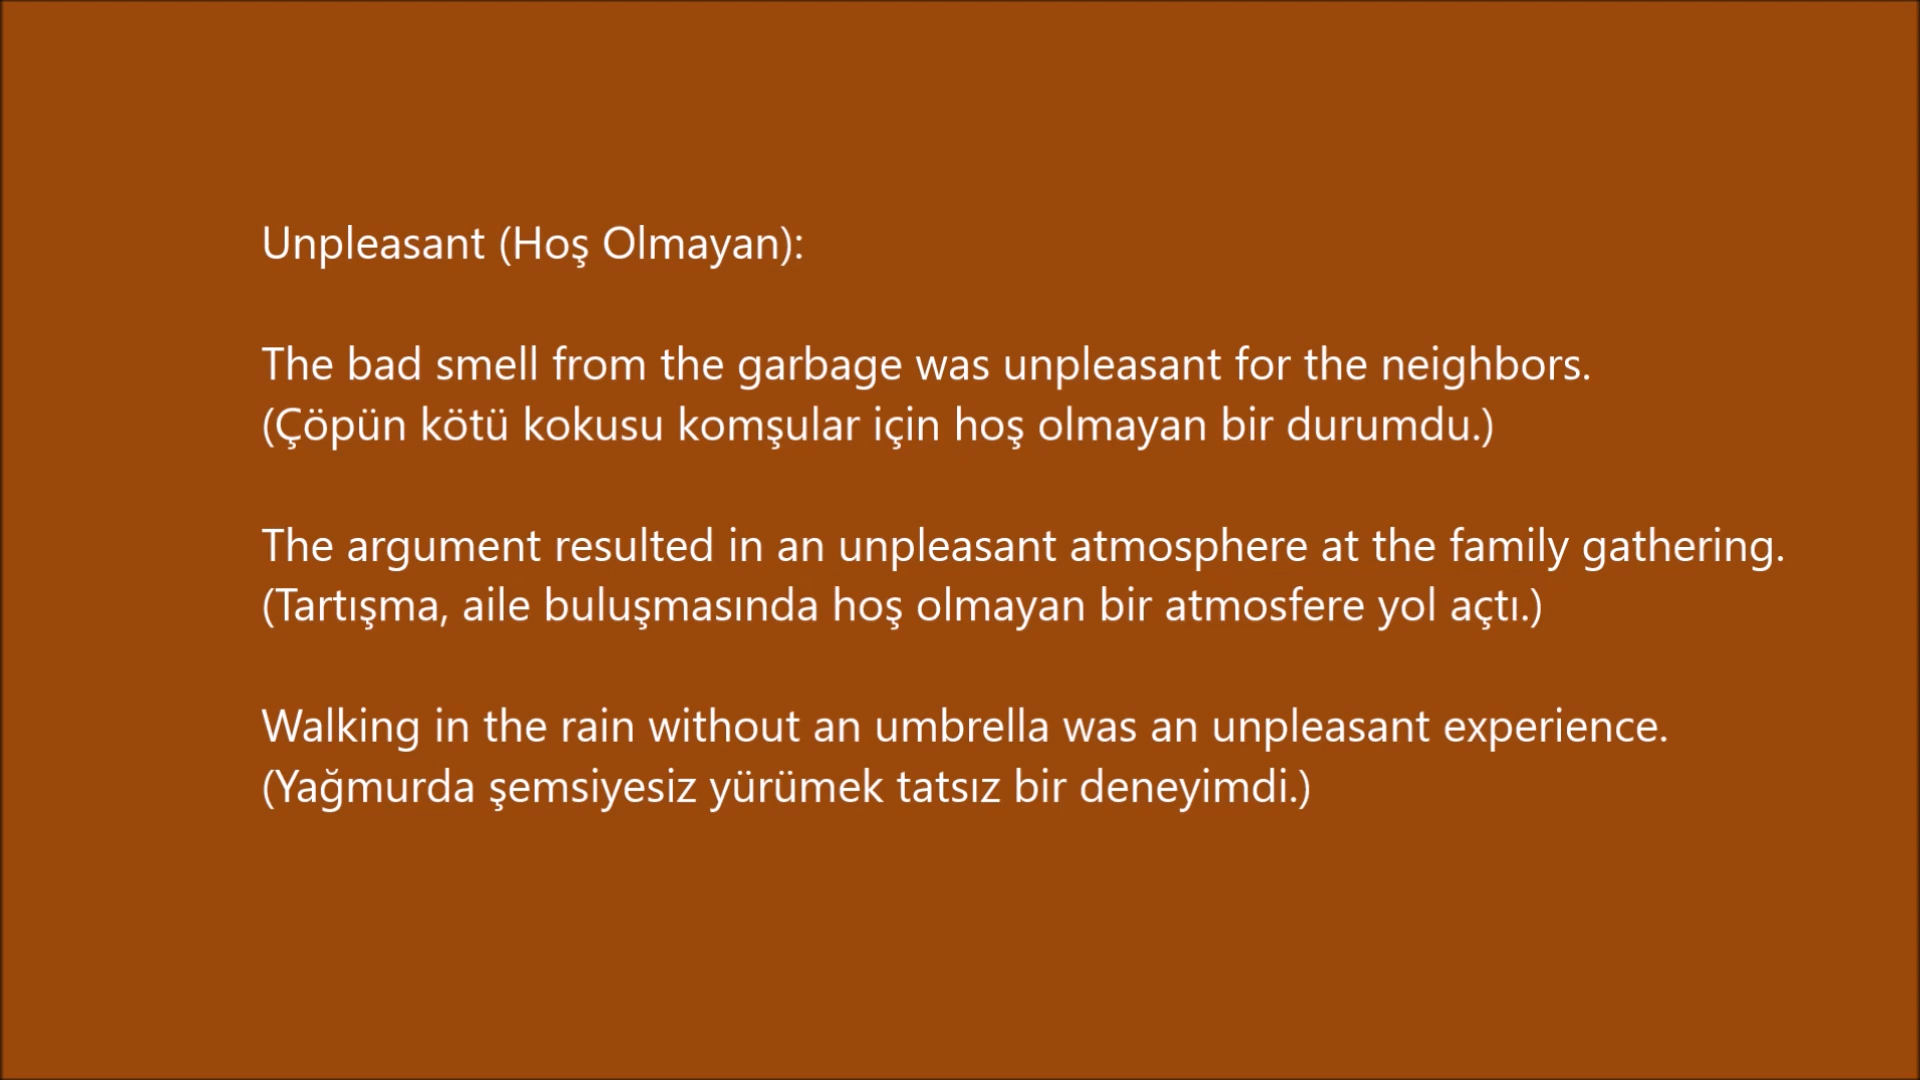 Unpleasant (Hoş Olmayan):
The bad smell from the garbage was unpleasant for the neighbors.
(Çöpün kötü kokusu komşular için hoş olmayan bir durumdu.)
The argument resulted in an unpleasant atmosphere at the family gathering.
(Tartışma, aile buluşmasında hoş olmayan bir atmosfere yol açtı.)
Walking in the rain without an umbrella was an unpleasant experience.
(Yağmurda şemsiyesiz yürümek tatsız bir deneyimdi.)